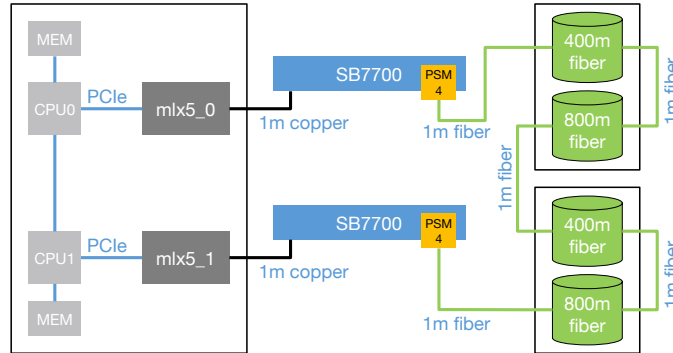 MEM
CPU0
PCIe
mlx5_0
1m copper
SB7700
PSM
4
1m fiber
400m
fiber
1m fiber
800m
fiber
1m fiber
MEM
CPU1
PCIe
mlx5_1
1m copper
SB7700
PSM
4
1m fiber
400m
fiber
1m fiber
800m
fiber